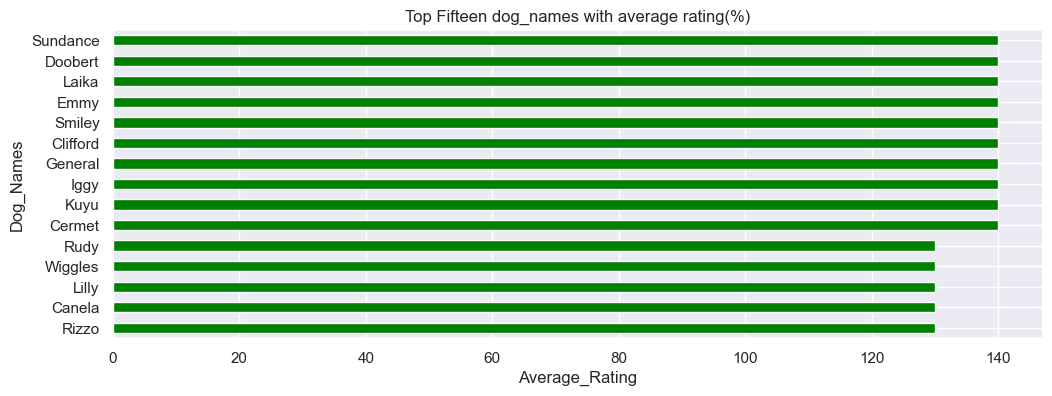 Top Fifteen dog_names with average rating(%)
Sundance
Doobert
Laika
Emmy
Smiley
Clifford
General
Iggy
Kuyu
Cermet
Rudy
Wiggles
Lilly
Canela
Rizzo
Dog_Names
0 20 40 60 80 100 120 140
Average_Rating